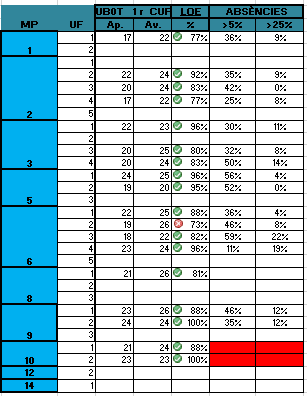 UB0T 1r CUF LOE ABSÈNCIES
MP UF Ap. Av. % >5% >25%
1 17 22 77% 36% 9%
1 2
1
2 22 24 92% 35% 9%
3 20 24 83% 42% 0%
4 17 22 77% 25% 8%
2 5
1 22 23 96% 30% 11%
2
3 20 25 80% 32% 8%
3 4 20 24 83% 50% 14%
1 24 25 96% 56% 4%
2 19 20 95% 52% 0%
5 3
1 22 25 88% 36% 4%
2 19 26 73% 46% 8%
3 18 22 82% 59% 22%
4 23 24 96% 11% 19%
6 5
1 21 26 81%
2
8 3
1 23 26 88% 46% 12%
2 24 24 100% 35% 12%
9 3
1 21 24 88%
10 2 23 23 100%
12 2
14 1